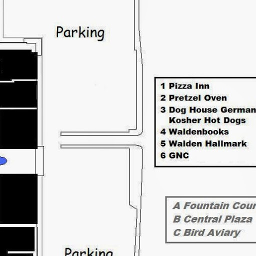 Parking
1 Pizza Inn
2 Pretzel Oven
3 Dog House German
Kosher Hot Dogs
4 Waldenbooks
5 Walden Hallmark
6 GNC
A Fountain Cour
B Central Plaza
C Bird Aviary
Parking